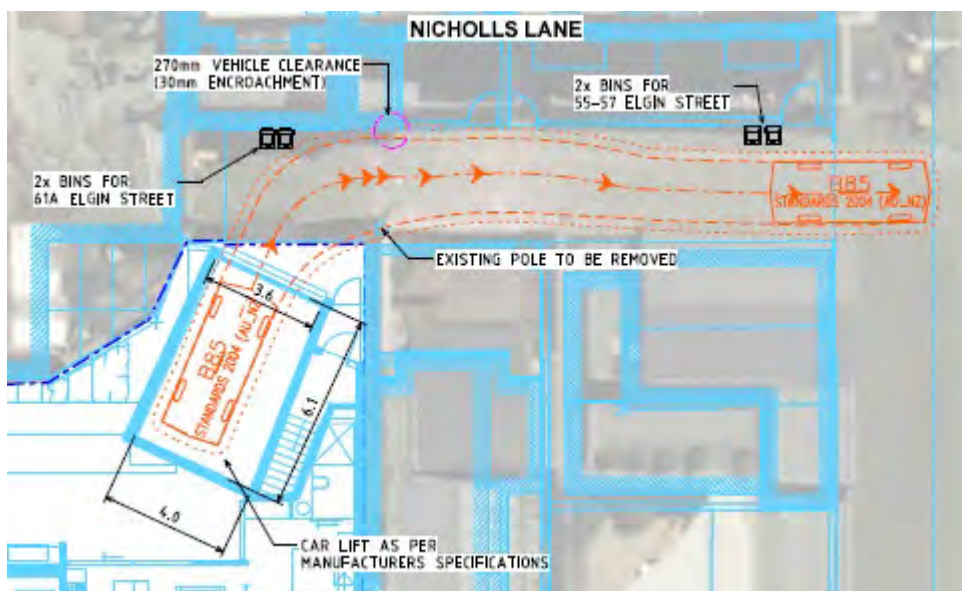 NICHOLLS LANE
270mm VEHICLE CLEARANCE
(30mm ENCROACHMENT)
2x BINS FOR
55-57 ELGIN STREET
2x BINS FOR
61A ELGIN STREET
B85
STANDARDS 2004 (AU_NZ)
EXISTING POLE TO BE REMOVED
3.6
B85
STANDARDS 2004 (AU_NZ)
6.1
4.0
CAR LIFT AS PER
MANUFACTURERS SPECIFICATIONS